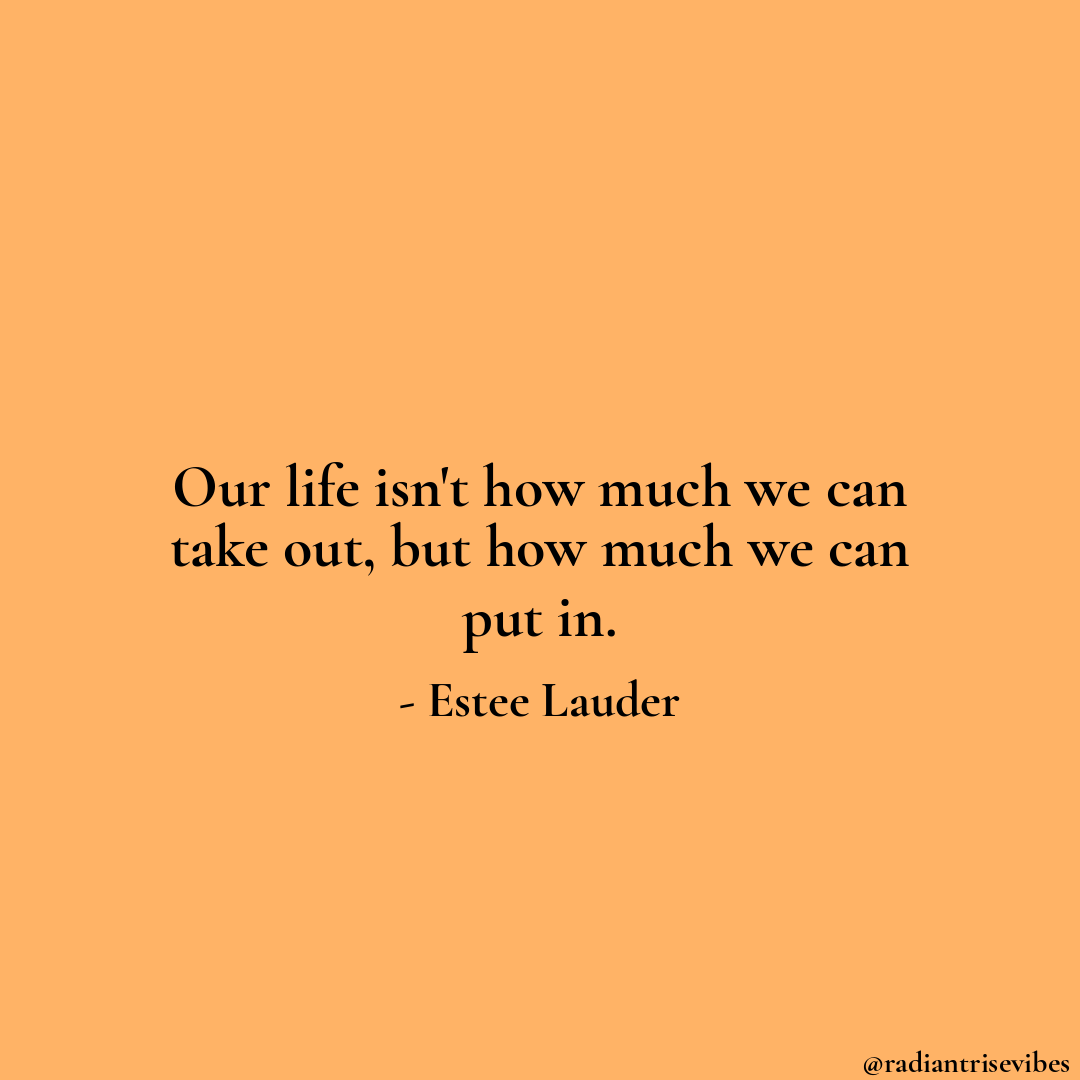 Our life isn't how much we can
take out, but how much we can
put in.
- Estee Lauder
@radiantrisevibes